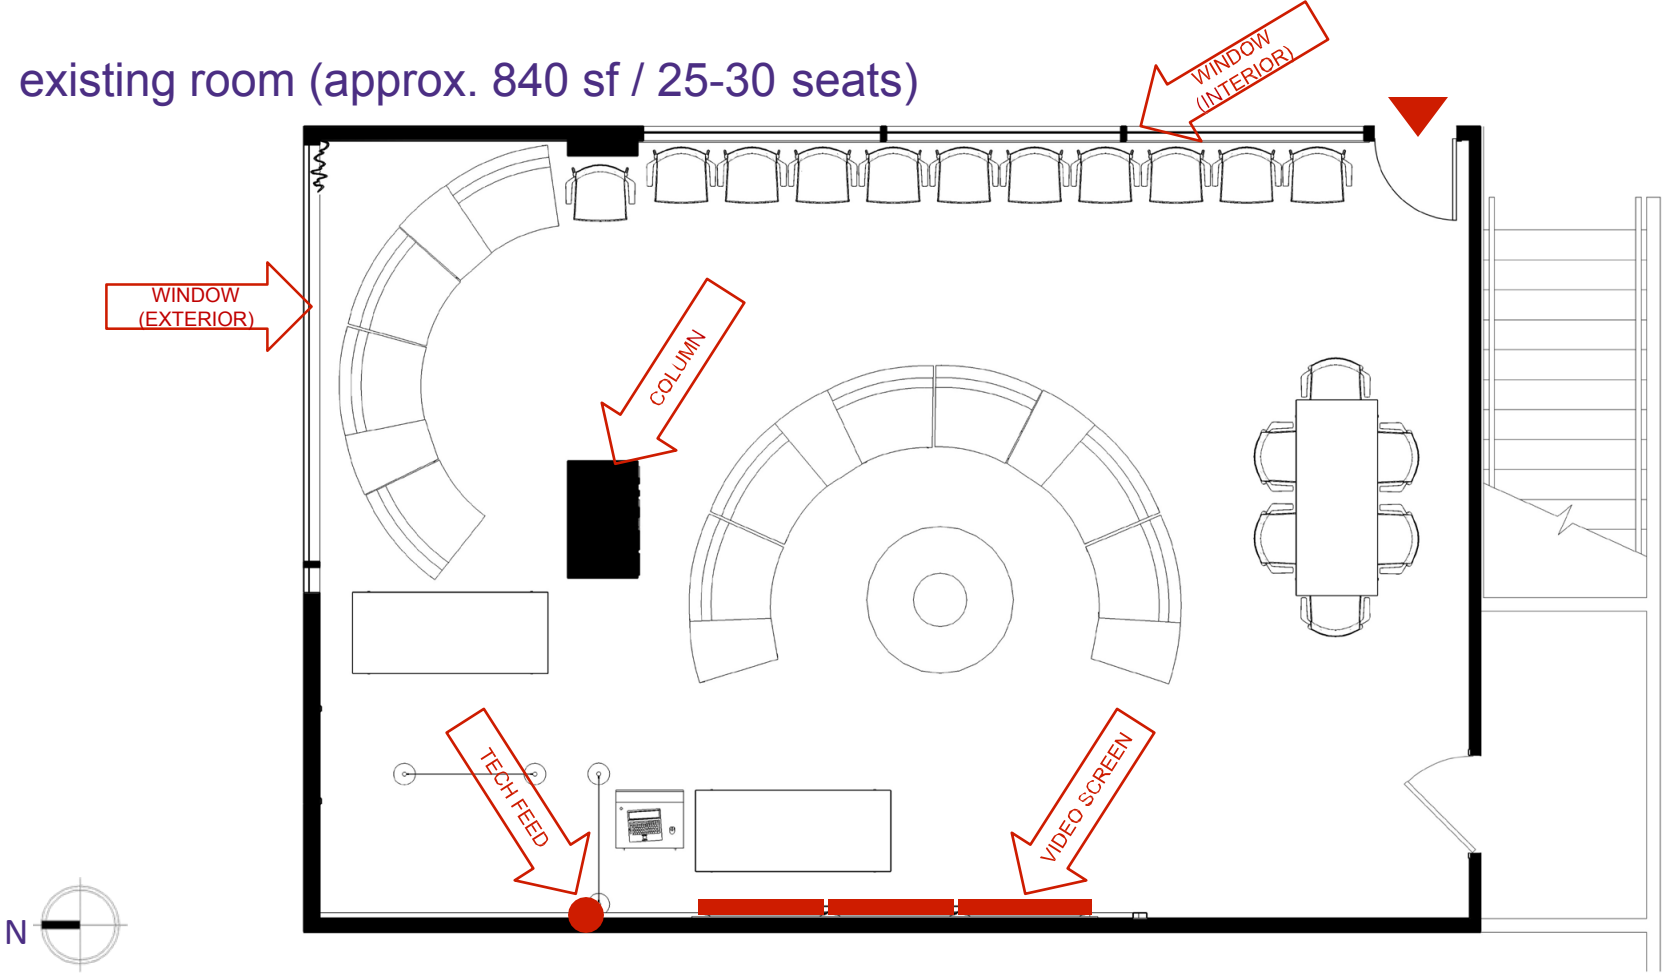 existing room (approx. 840 sf / 25-30 seats)
WINDOW
(INTERIOR)
WINDOW
(EXTERIOR)
COLUMN
TECH FEED
VIDEO SCREEN
N